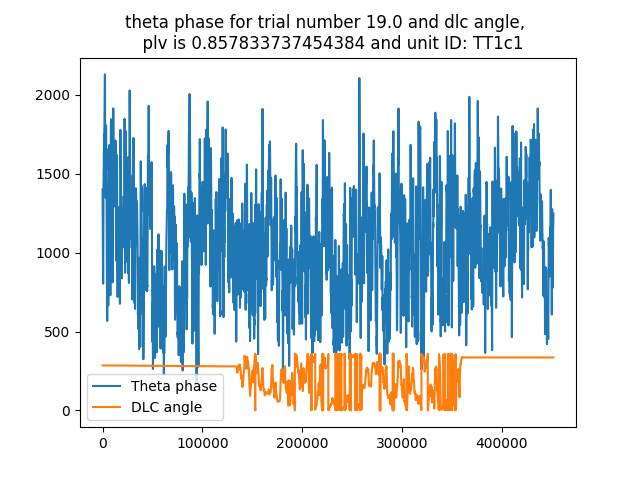 theta phase for trial number 19.0 and dlc angle,
plv is 0.857833737454384 and unit ID: TT1c1
2000
1500
1000
500
0
Theta phase
DLC angle
0
100000
200000
300000
400000